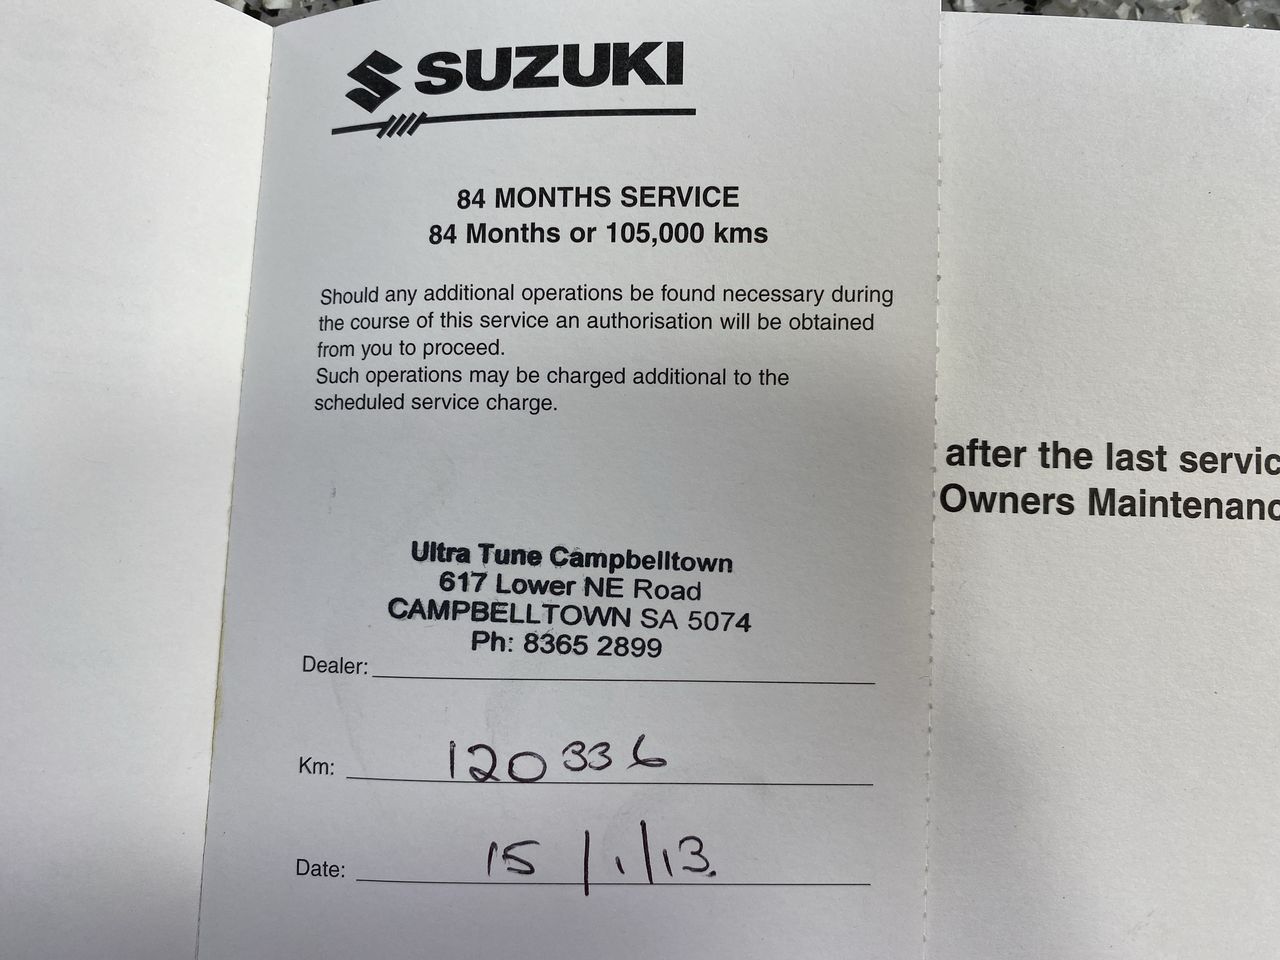 SUZUKI
84 MONTHS SERVICE
84 Months or 105,000 kms
Should any additional operations be found necessary during
the course of this service an authorisation will be obtained
from you to proceed.
Such operations may be charged additional to the
scheduled service charge.
Ultra Tune Campbelltown
617 Lower NE Road
CAMPBELLTOWN SA 5074
Ph: 8365 2899
Dealer:
Km: 120336
Date: 15/1/13.
after the last servic
Owners Maintenanc